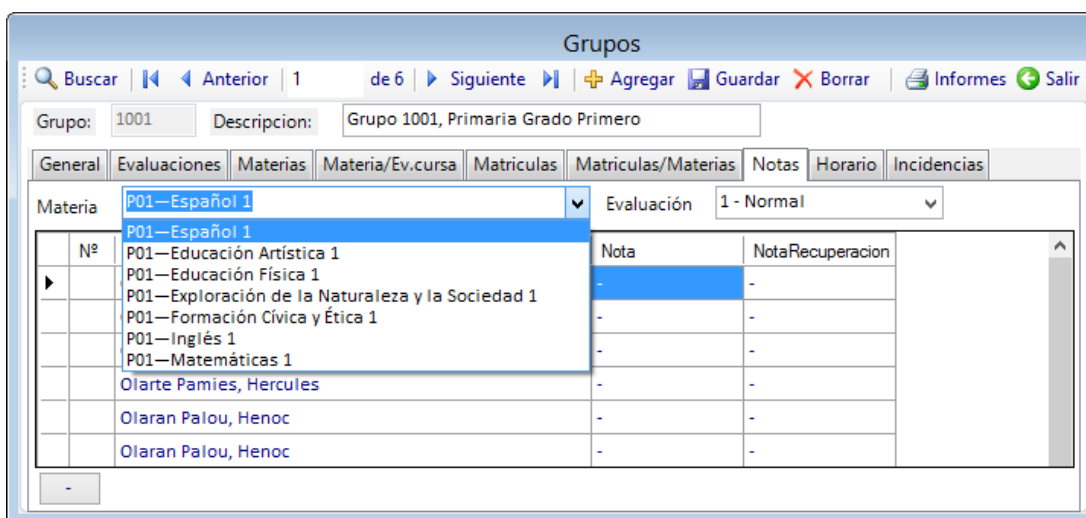 Grupos
Buscar Anterior 1 de 6 Siguiente Agregar Guardar Borrar Informes Salir
Grupo: 1001 Descripcion: Grupo 1001, Primaria Grado Primero
General Evaluaciones Materias Materia/Ev.cursa Matriculas Matriculas/Materias Notas Horario Incidencias
Materia P01—Español 1 Evaluación 1 - Normal
P01—Español 1
Nº Nota NotaRecuperacion
P01—Educación Artística 1
P01—Educación Física 1
- -
P01—Exploración de la Naturaleza y la Sociedad 1
P01—Formación Cívica y Ética 1
- -
P01—Inglés 1
P01—Matemáticas 1
- -
Olarte Pamies, Hercules - -
Olaran Palou, Henoc - -
Olaran Palou, Henoc - -
-